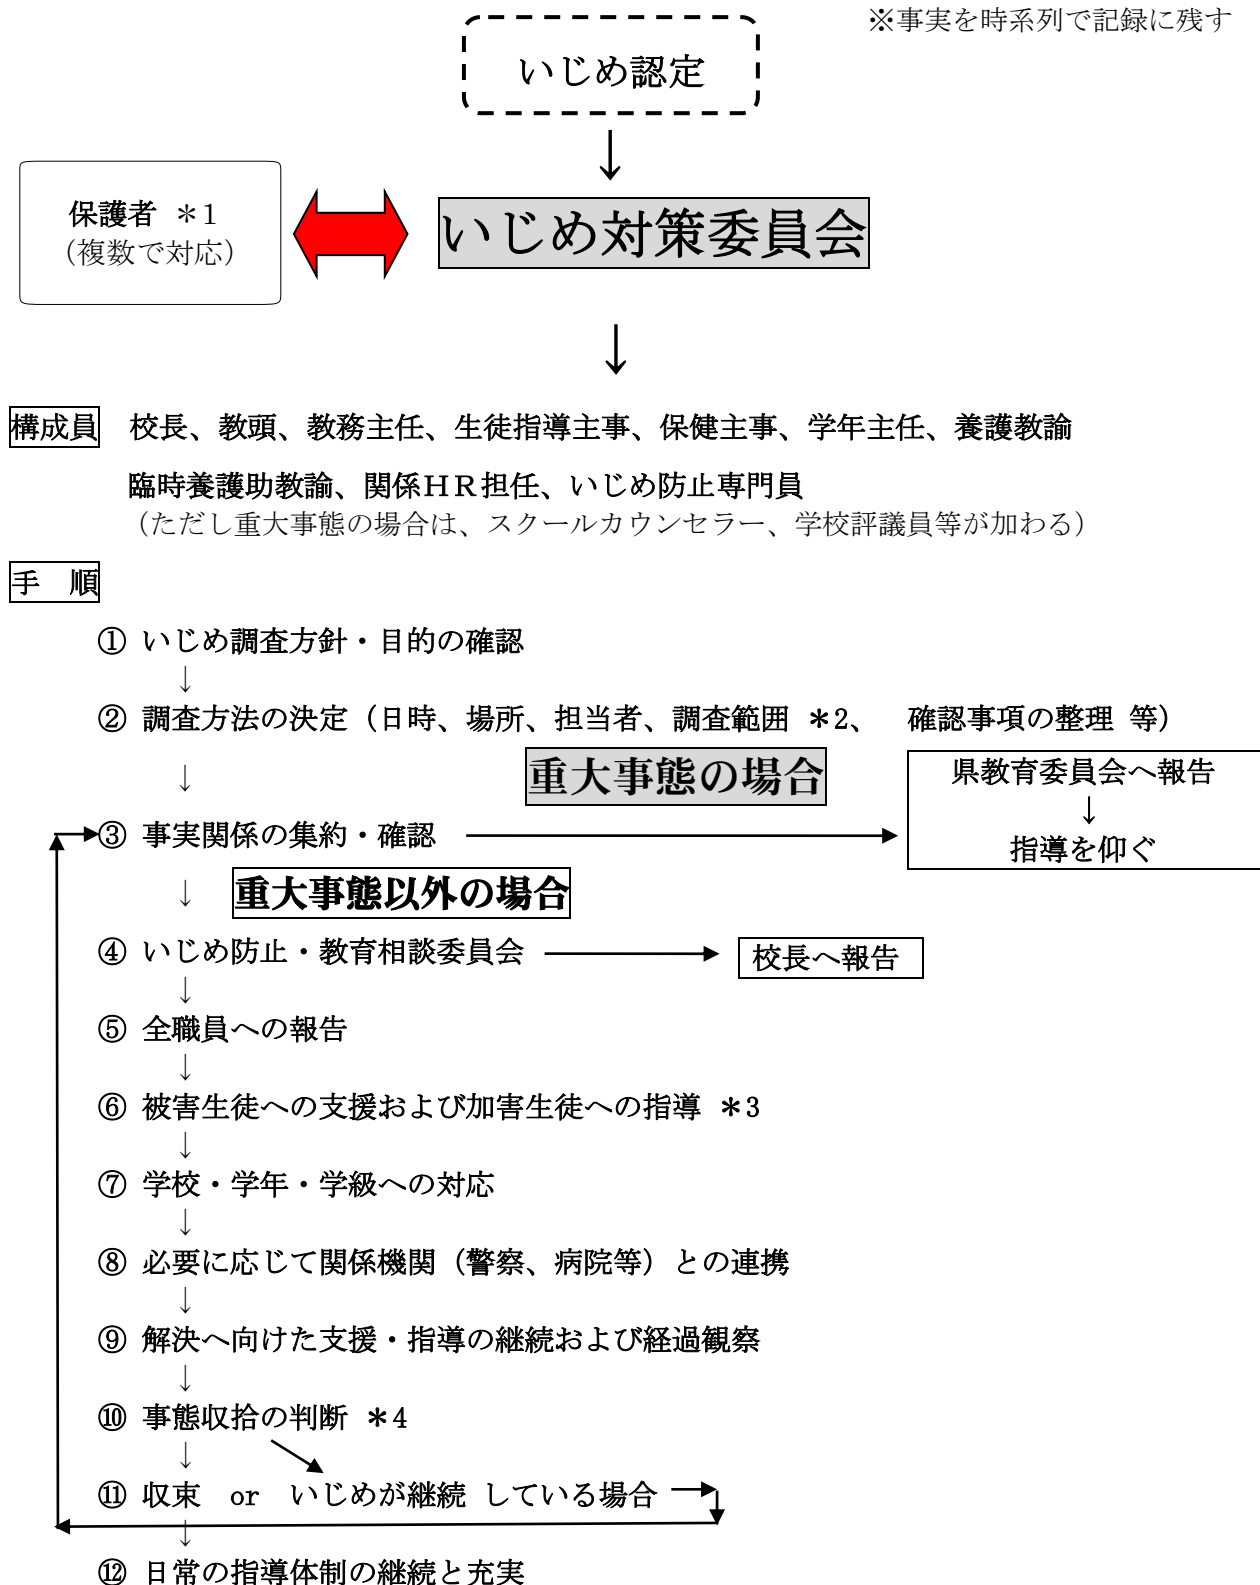 ※事実を時系列で記録に残す
いじめ認定
↓
保護者 ＊1
（複数で対応）
いじめ対策委員会
↓
構成員 校長、教頭、教務主任、生徒指導主事、保健主事、学年主任、養護教諭
臨時養護助教諭、関係ＨＲ担任、いじめ防止専門員
（ただし重大事態の場合は、スクールカウンセラー、学校評議員等が加わる）
手　順
① いじめ調査方針・目的の確認
↓
② 調査方法の決定（日時、場所、担当者、調査範囲 ＊2、　確認事項の整理 等）
↓
重大事態の場合
県教育委員会へ報告
↓
指導を仰ぐ
③ 事実関係の集約・確認
↓
重大事態以外の場合
④ いじめ防止・教育相談委員会
校長へ報告
↓
⑤ 全職員への報告
↓
⑥ 被害生徒への支援および加害生徒への指導 ＊3
↓
⑦ 学校・学年・学級への対応
↓
⑧ 必要に応じて関係機関（警察、病院等）との連携
↓
⑨ 解決へ向けた支援・指導の継続および経過観察
↓
⑩ 事態収拾の判断 ＊4
↓
⑪ 収束　or　いじめが継続 している場合
↓
⑫ 日常の指導体制の継続と充実